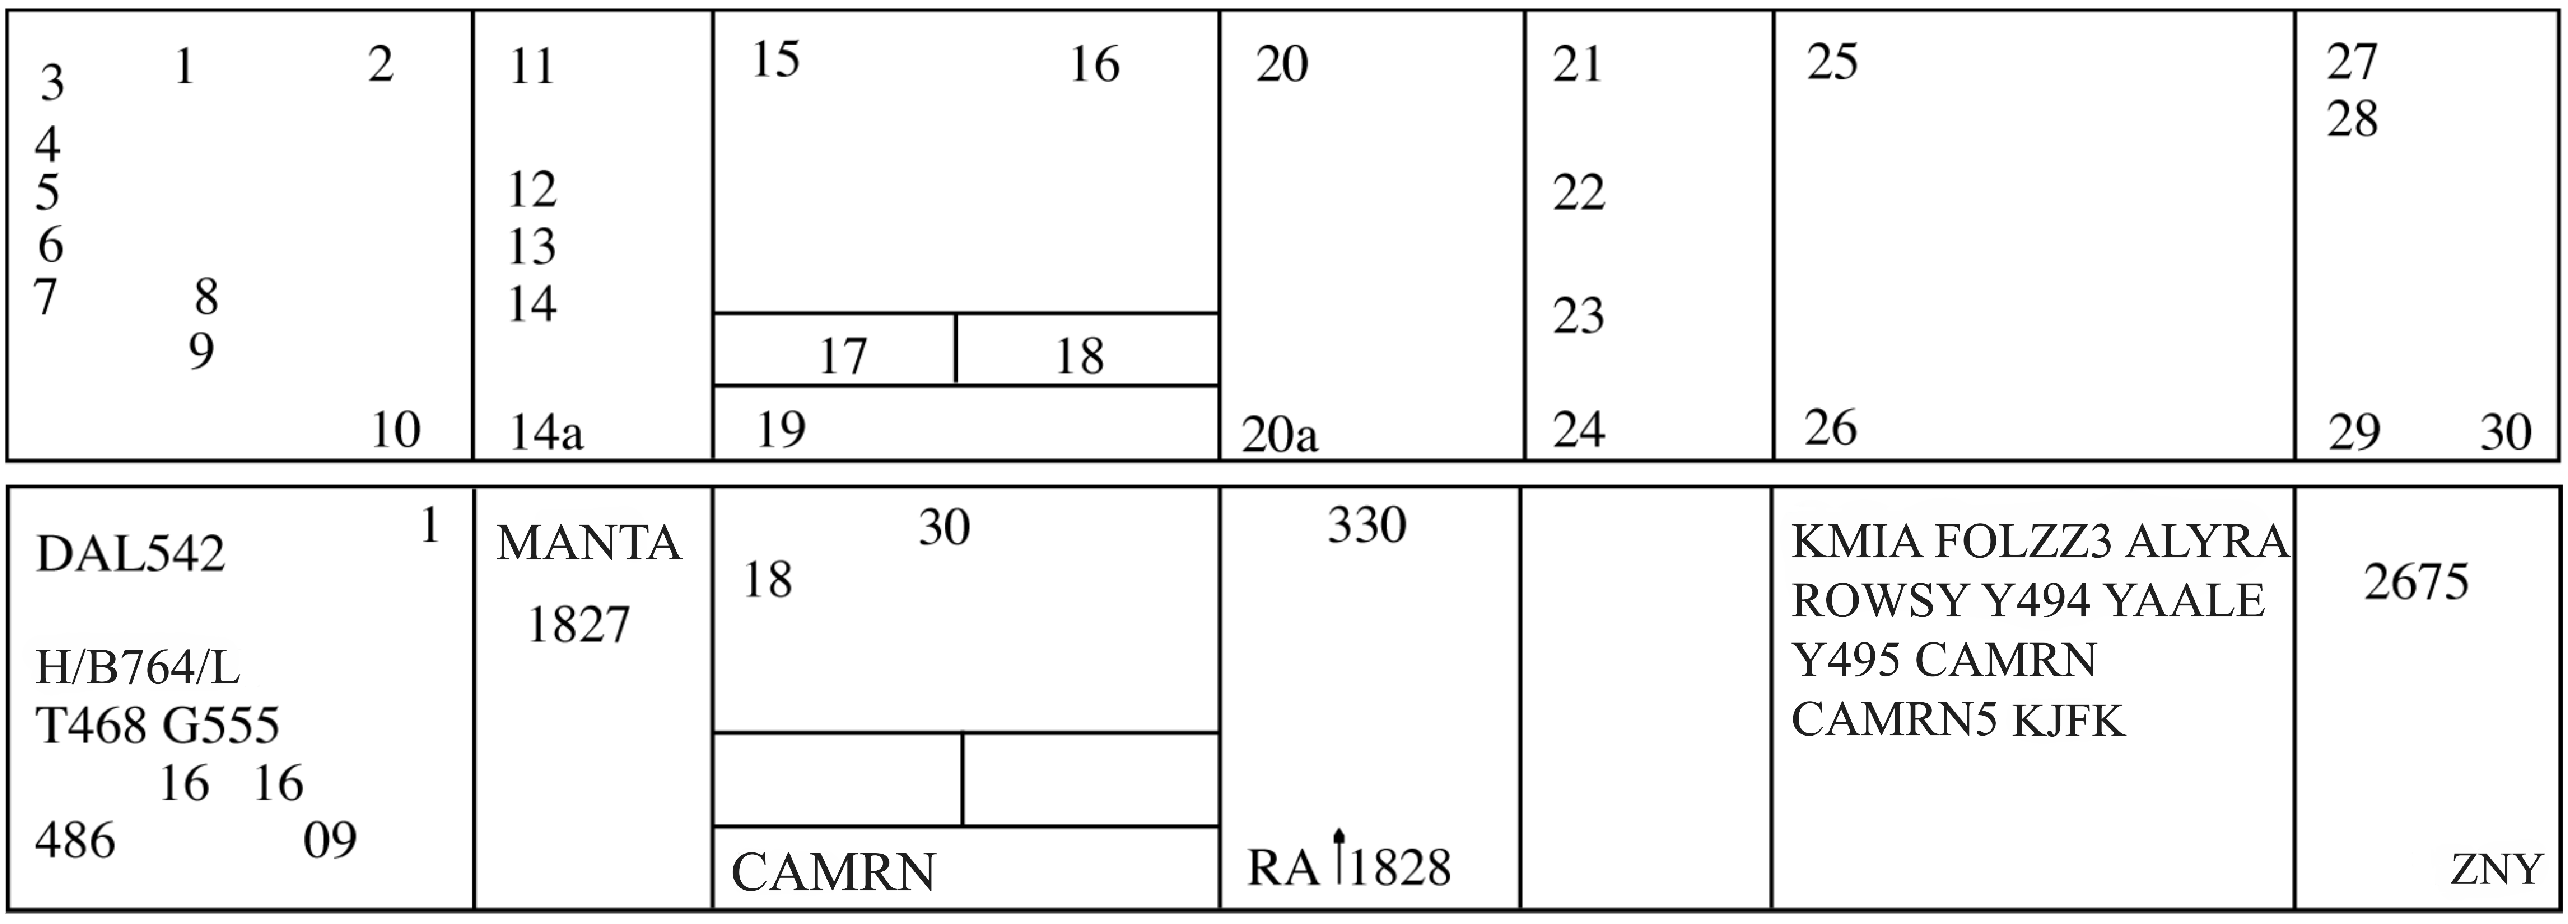 3 1 2 11 15 16 20 21 25 27
4 28
5 12 22
6 13
7 8 14 23
9 17 18
10 14a 19 20a 24 26 29 30
DAL542 1
H/B764/L
T468 G555
16 16
486 09
MANTA
1827
30
18
CAMRN
330
RA 1828
KMIA FOLZZ3 ALYRA
ROWSY Y494 YAALE
Y495 CAMRN
CAMRN5 KJFK
2675
ZNY